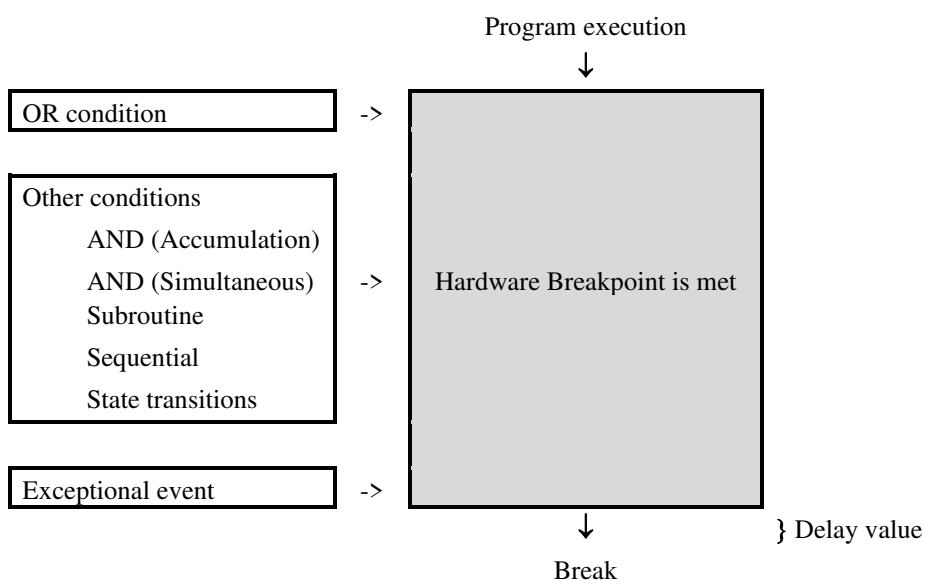 Program execution
↓
OR condition ->
Other conditions
AND (Accumulation)
AND (Simultaneous) -> Hardware Breakpoint is met
Subroutine
Sequential
State transitions
Exceptional event ->
↓ } Delay value
Break